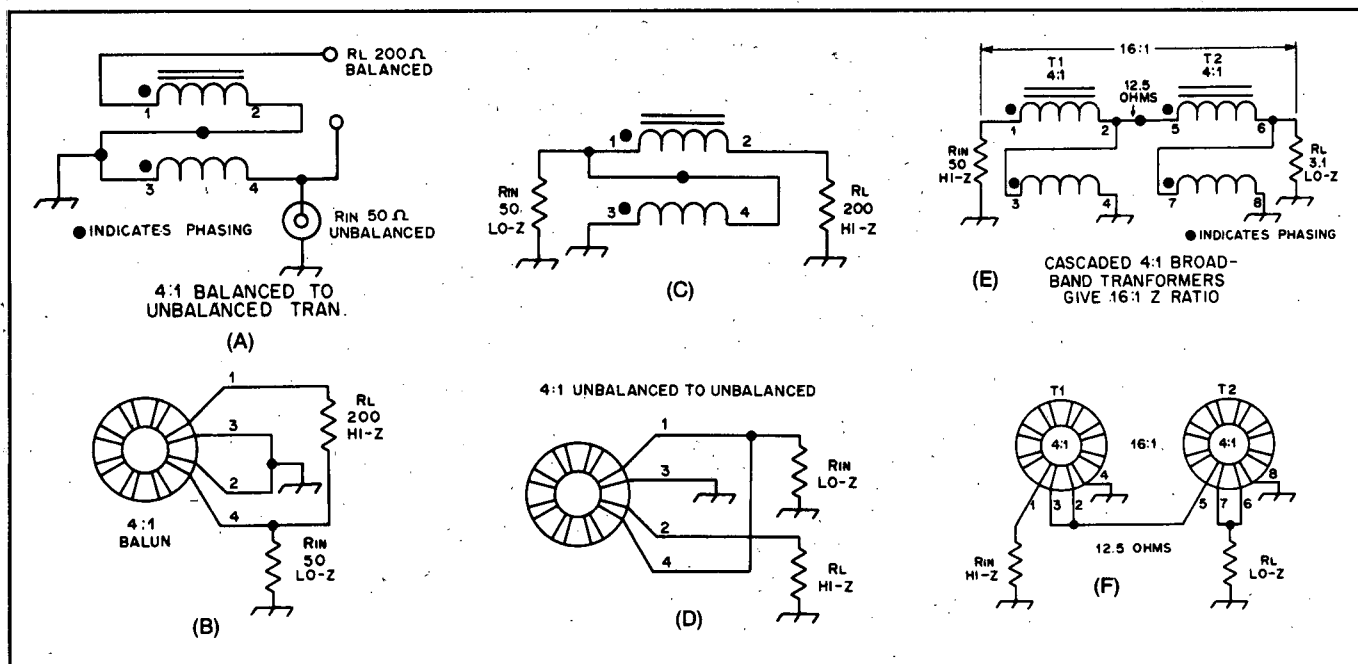 RL 200 Ω
BALANCED
1
2
3
4
RIN 50 Ω
UNBALANCED
●INDICATES PHASING
4:1 BALANCED TO
UNBALANCED TRAN.
(A)
1
3
2
4
RL
200
HI-Z
4:1
BALUN
RIN
50
LO-Z
(B)
1
2
3
4
RIN
50
LO-Z
RL
200
HI-Z
(C)
4:1 UNBALANCED TO UNBALANCED
1
3
2
4
RIN
LO-Z
RL
HI-Z
(D)
16:1
T1
4:1
T2
4:1
12.5
OHMS
1
2
5
6
RIN
50
HI-Z
RL
3.1
LO-Z
3
4
7
8
●INDICATES PHASING
(E)
CASCADED 4:1 BROAD-
BAND TRANFORMERS
GIVE 16:1 Z RATIO
T1
T2
4:1
16:1
4:1
4
8
1
3
2
5
7
6
12.5 OHMS
RIN
HI-Z
RL
LO-Z
(F)